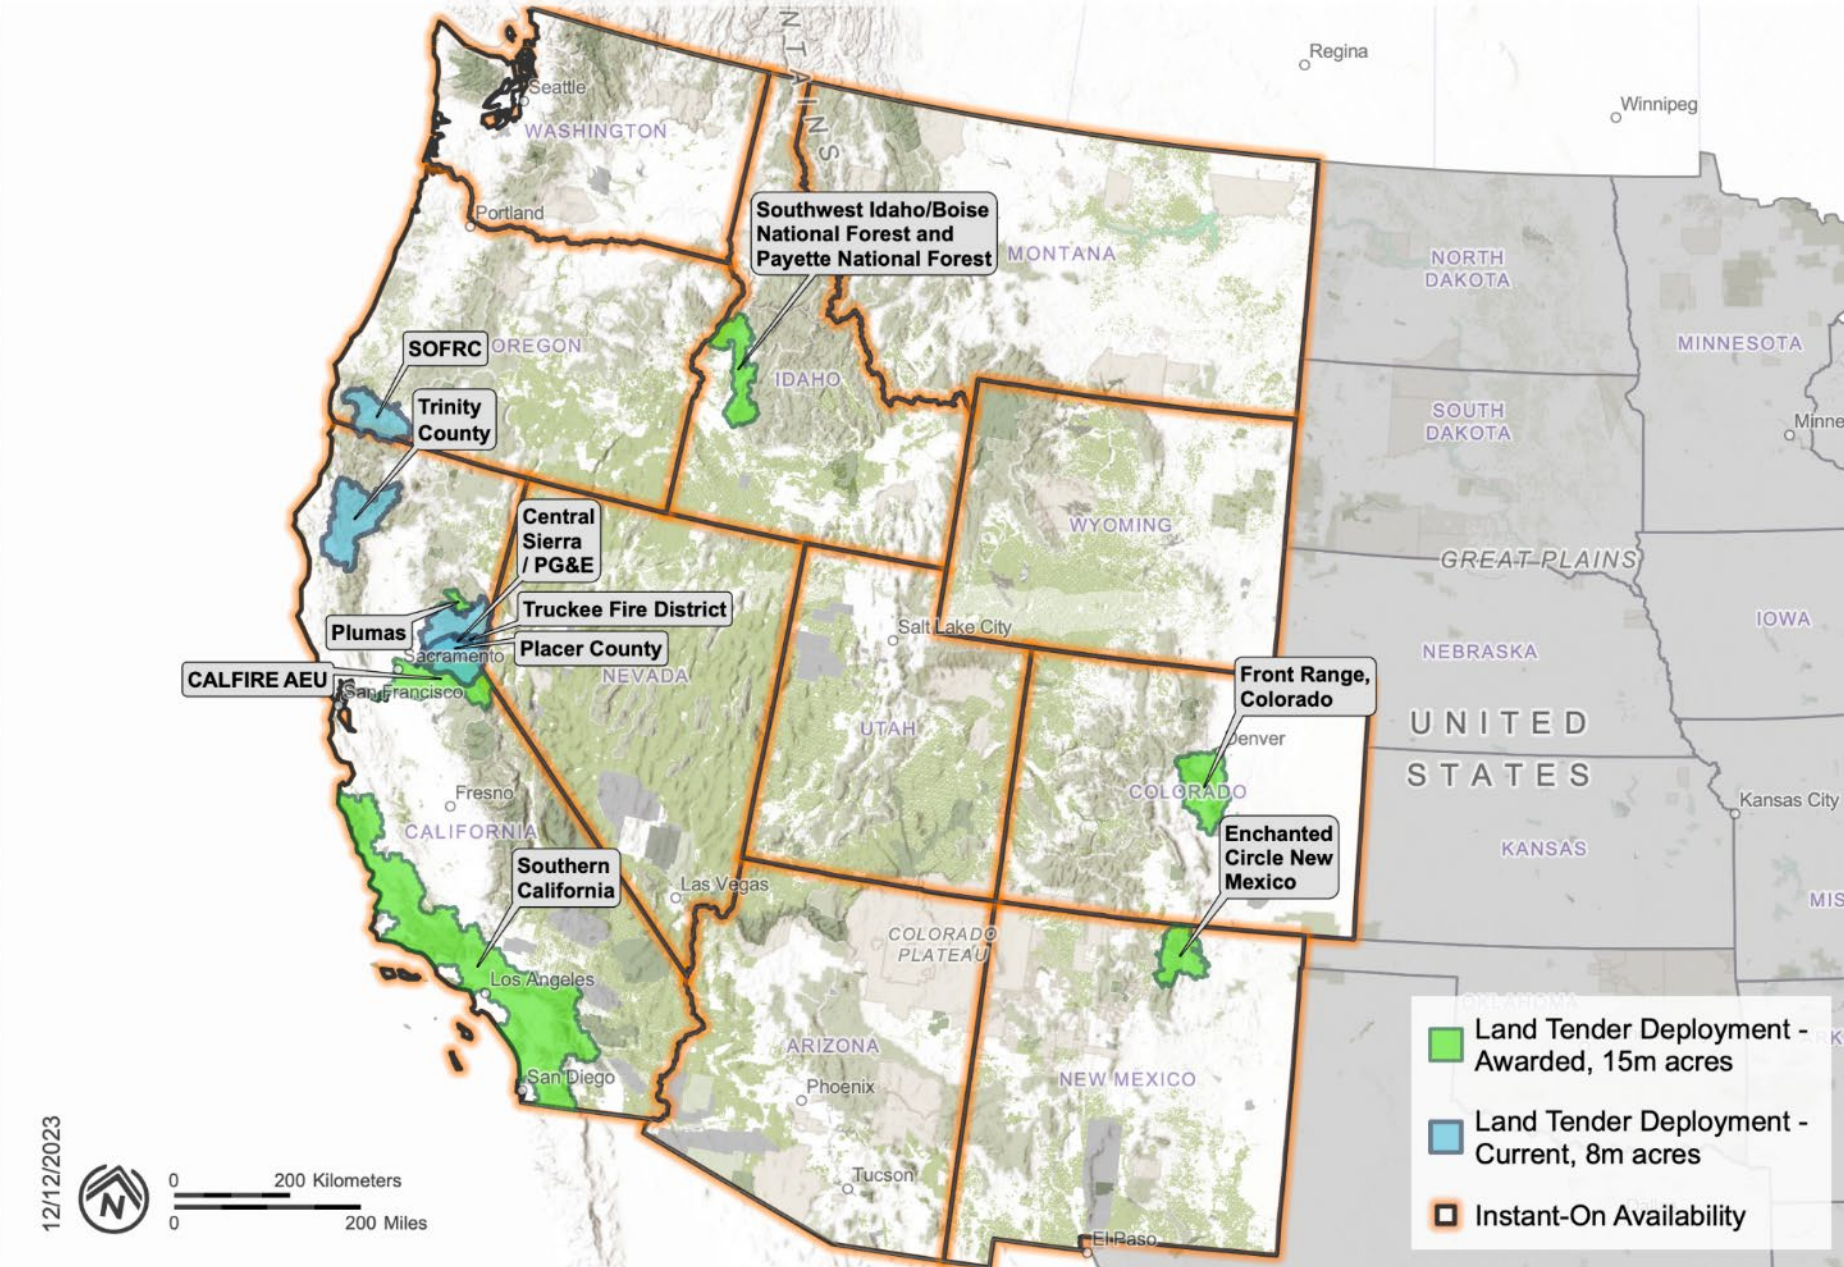 NTAINS
Regina
Winnipeg
Seattle
WASHINGTON
Portland
Southwest Idaho/Boise
National Forest and
Payette National Forest
MONTANA
NORTH
DAKOTA
MINNESOTA
SOFRC
OREGON
IDAHO
Trinity
County
SOUTH
DAKOTA
Minne
Central
Sierra
/ PG&E
WYOMING
GREAT PLAINS
Plumas
Truckee Fire District
Placer County
Salt Lake City
IOWA
NEBRASKA
Sacramento
CALFIRE AEU
San Francisco
NEVADA
Front Range,
Colorado
UTAH
Denver
UNITED
STATES
COLORADO
Fresno
CALIFORNIA
Kansas City
Enchanted
Circle New
Mexico
KANSAS
Southern
California
Las Vegas
MIS
COLORADO
PLATEAU
Los Angeles
OKLAHOMA
ARK
ARIZONA
San Diego
Phoenix
NEW MEXICO
Tucson
El Paso
Land Tender Deployment -
Awarded, 15m acres
Land Tender Deployment -
Current, 8m acres
Instant-On Availability
12/12/2023
N
0 200 Kilometers
0 200 Miles